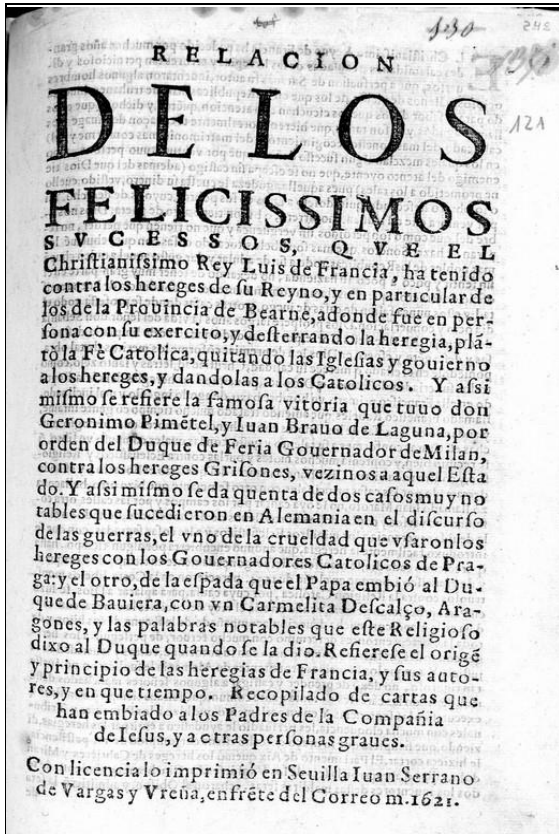 130
242
130
121
RELACION
DE LOS
FELICISSIMOS
SVCESSOS, QVE EL
Christianissimo Rey Luis de Francia, ha tenido
contra los hereges de su Reyno, y en particular de
los de la Provincia de Bearne, adonde fue en per-
sona con su exercito, y desterrando la heregia, plã-
tò la Fè Catolica, quitando las Iglesias y gouierno
a los hereges, y dandolas a los Catolicos. Y assi
mismo se refiere la famosa vitoria que tuuo don
Geronimo Pimẽtel, y Iuan Brauo de Laguna, por
orden del Duque de Feria Gouernador de Milan,
contra los hereges Grisones, vezinos a aquel Esta
do. Y assi mismo se da quenta de dos casos muy no
tables que sucedieron en Alemania en el discurso
de las guerras, el vno de la crueldad que vsaron los
hereges con los Gouernadores Catolicos de Pra-
ga: y el otro, de la espada que el Papa embió al Du-
que de Bauiera, con vn Carmelita Descalço, Ara-
gones, y las palabras notables que este Religioso
dixo al Duque quando se la dio. Refierese el origẽ
y principio de las heregias de Francia, y sus auto-
res, y en que tiempo. Recopilado de cartas que
han embiado a los Padres de la Compañia
de Iesus, y a otras personas graues.
Con licencia lo imprimió en Seuilla Iuan Serrano
de Vargas y Vreña, enfrẽte del Correo m. 1621.